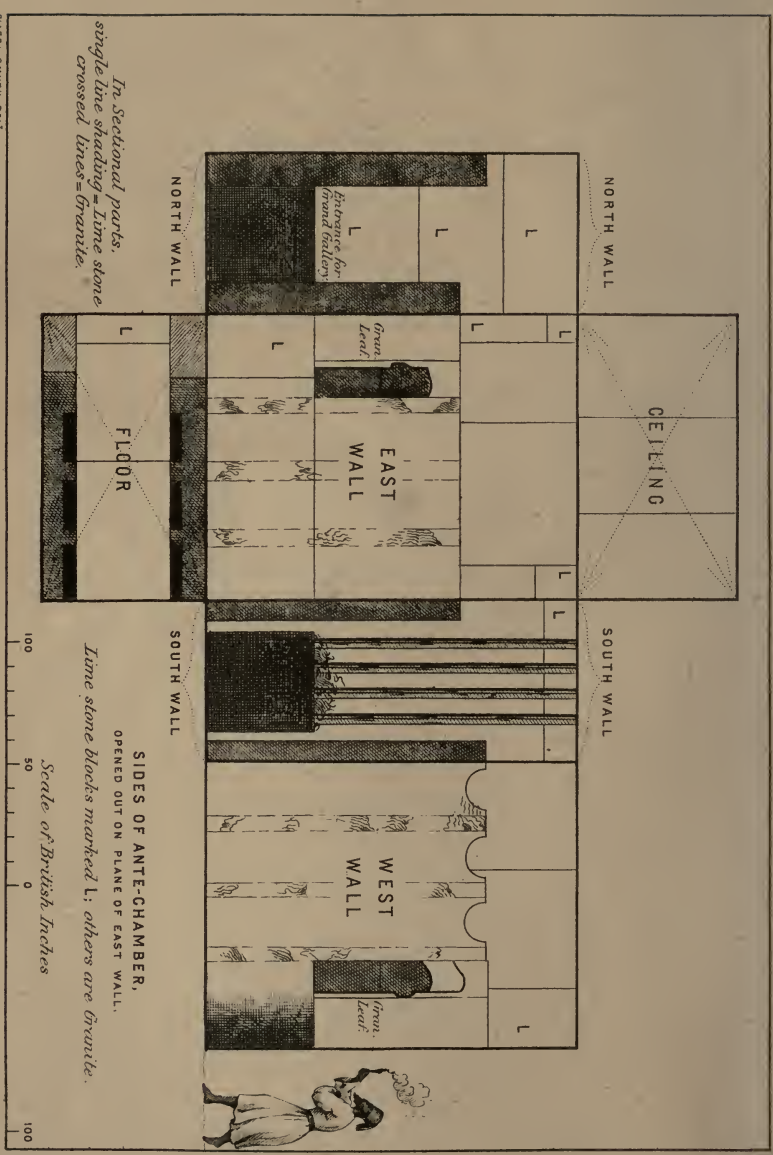 CEILING
NORTH WALL
SOUTH WALL
L
L
L
L
L
L
L
L
Entrance for
Grand Gallery.
Gran.
Leaf.
EAST
WALL
WEST
WALL
Gran.
Leaf.
L
NORTH WALL
SOUTH WALL
L
FLOOR
In Sectional parts,
single line shading=Lime stone
crossed lines=Granite.
SIDES OF ANTE-CHAMBER,
OPENED OUT ON PLANE OF EAST WALL.
Lime stone blocks marked L; others are Granite.
Scale of British Inches
100 50 0 100